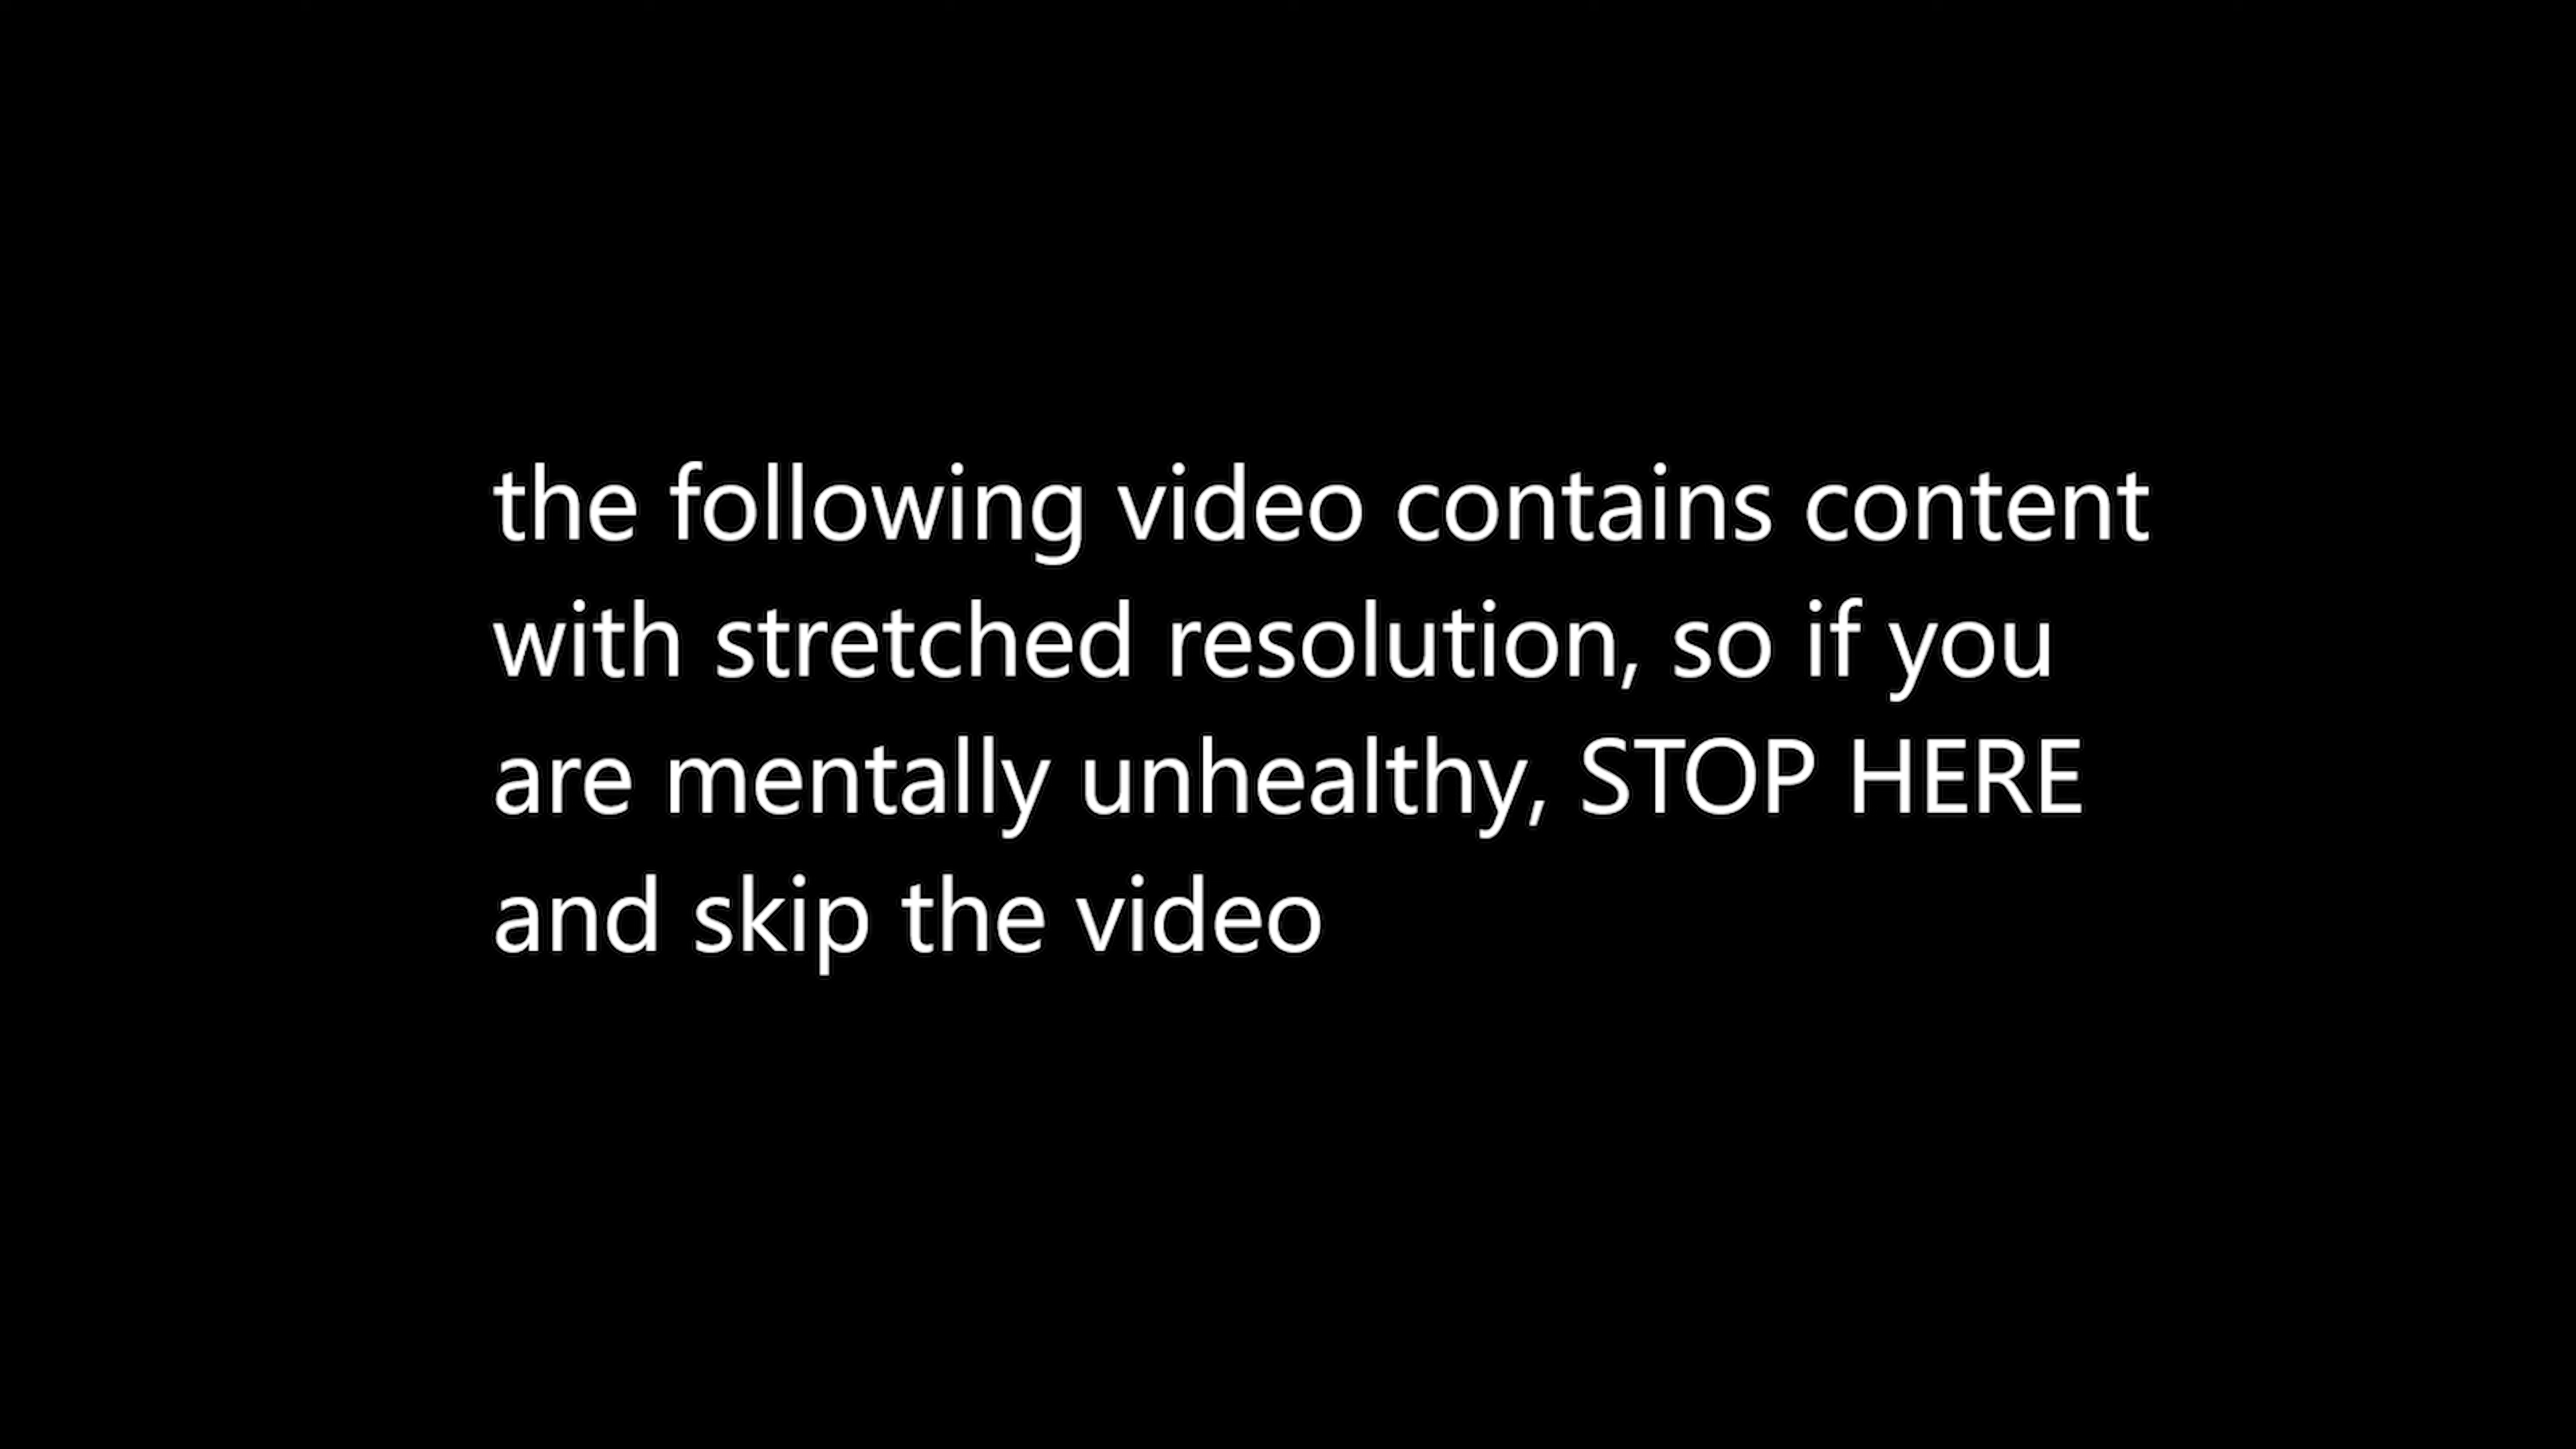 the following video contains content
with stretched resolution, so if you
are mentally unhealthy, STOP HERE
and skip the video